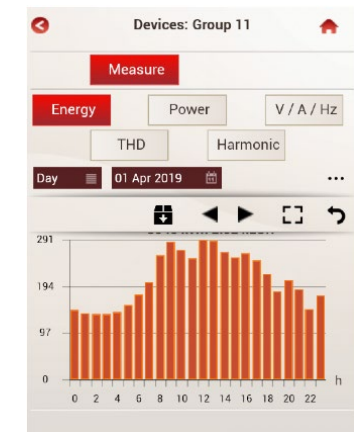 Devices: Group 11
Measure
Energy
Power
V / A / Hz
THD
Harmonic
Day
01 Apr 2019
...
291
194
97
0
h
0 2 4 6 8 10 12 14 16 18 20 22